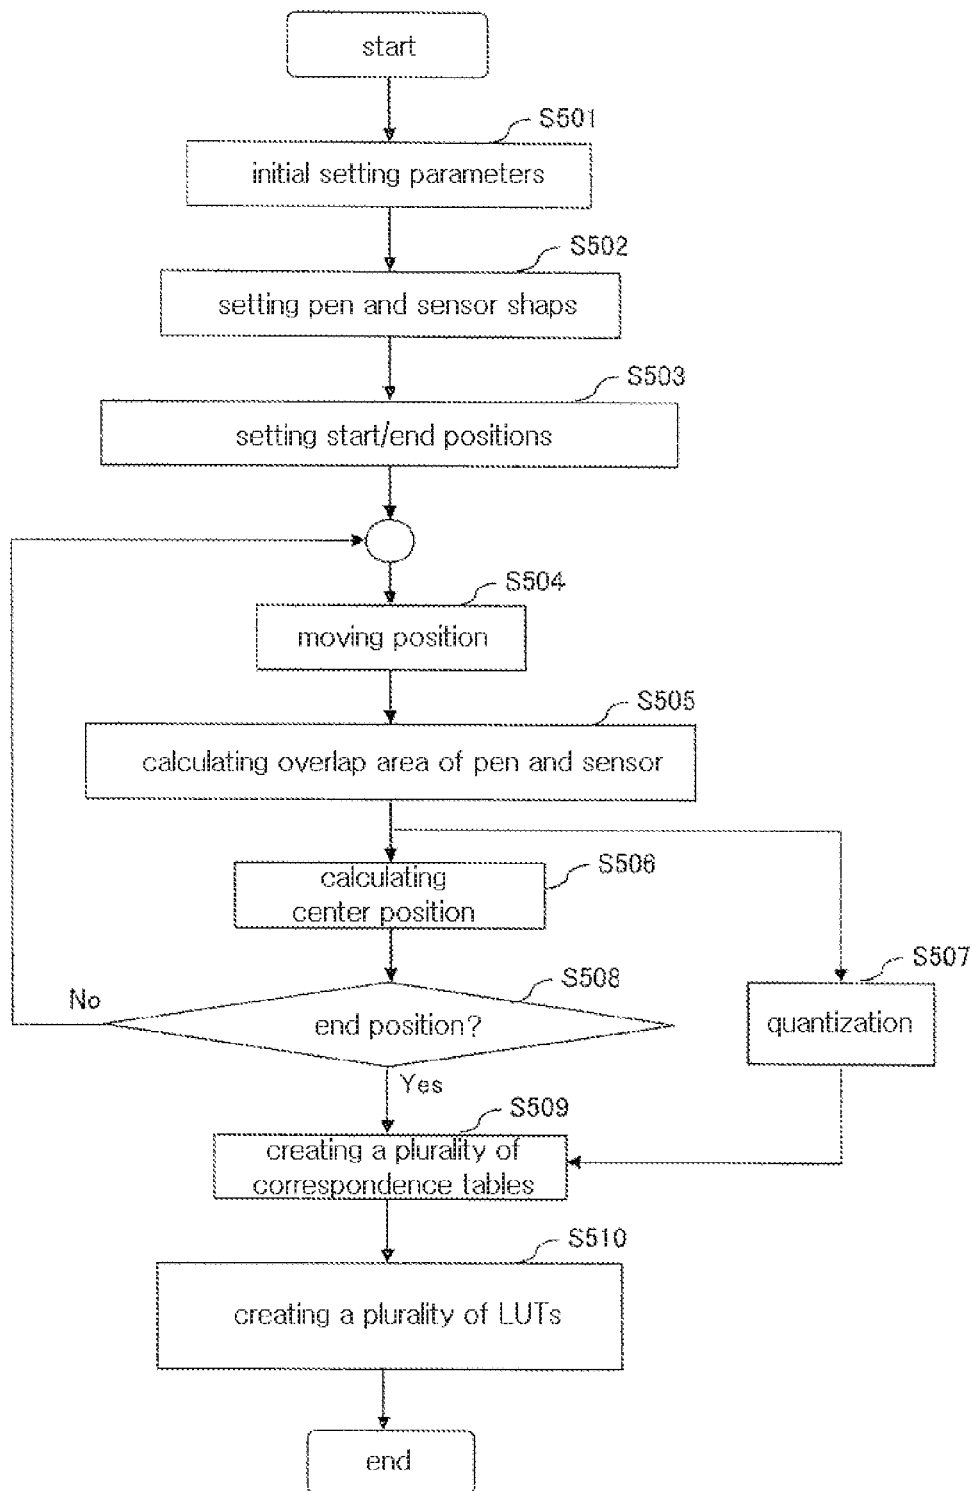 start
S501
initial setting parameters
S502
setting pen and sensor shaps
S503
setting start/end positions
S504
moving position
S505
calculating overlap area of pen and sensor
S506
calculating
center position
S507
quantization
S508
No
end position?
Yes
S509
creating a plurality of
correspondence tables
S510
creating a plurality of LUTs
end